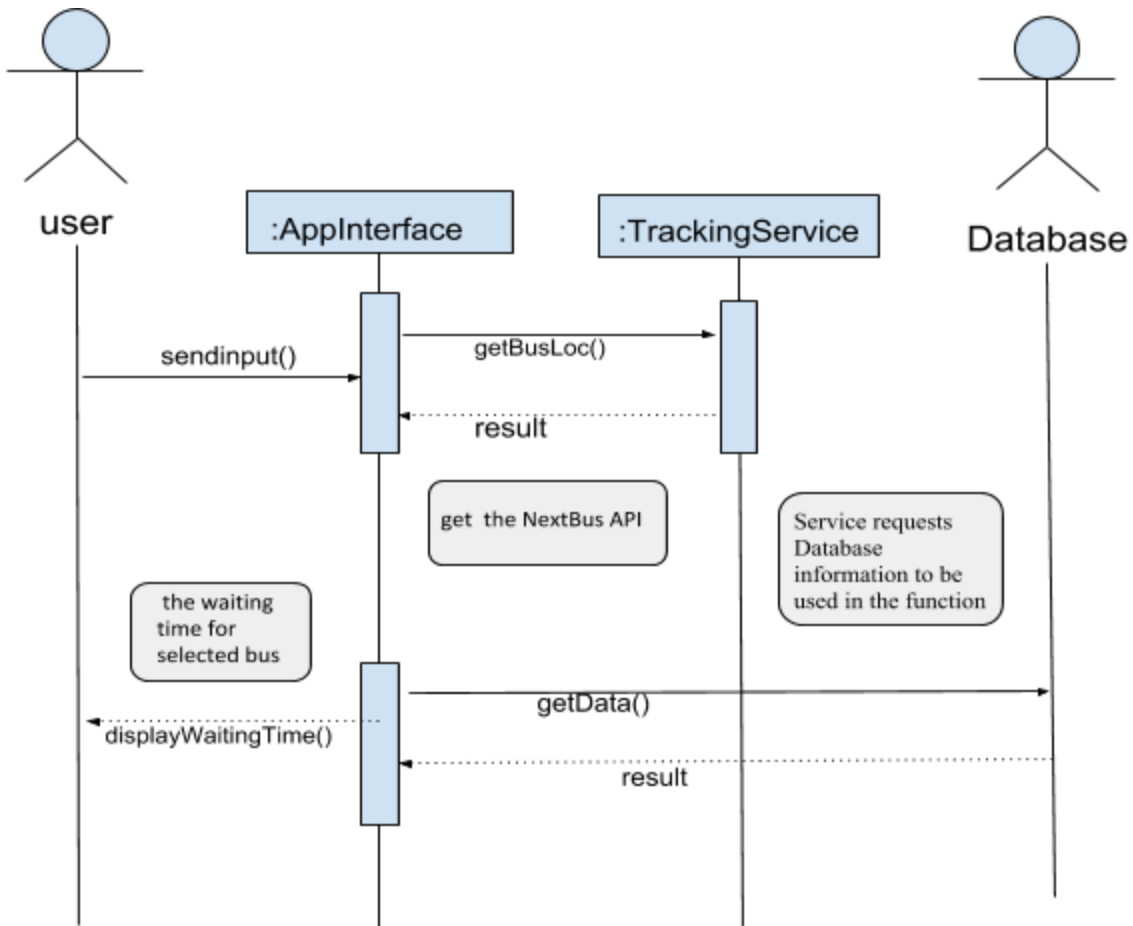 user
:AppInterface
:TrackingService
Database
getBusLoc()
sendinput()
result
get  the NextBus API
Service requests
Database
information to be
used in the function
the waiting
time for
selected bus
getData()
displayWaitingTime()
result